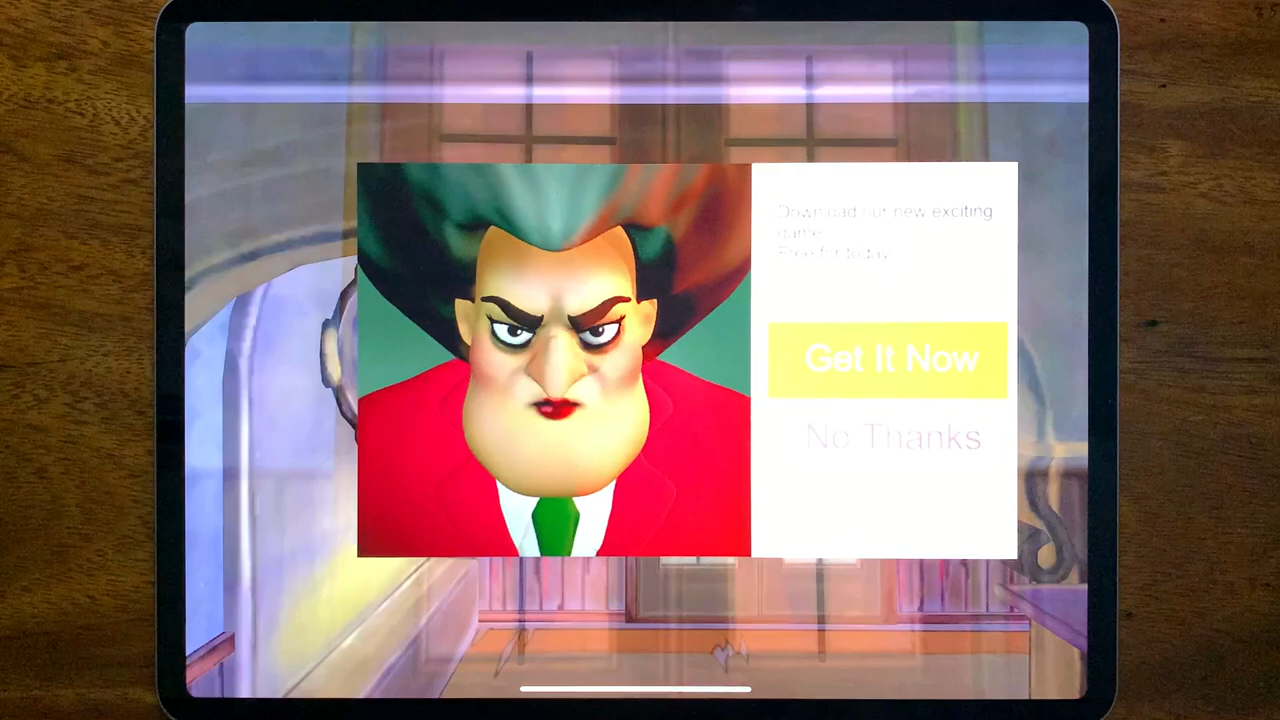 Download our new exciting
game.
Free for today.
Get It Now
No Thanks